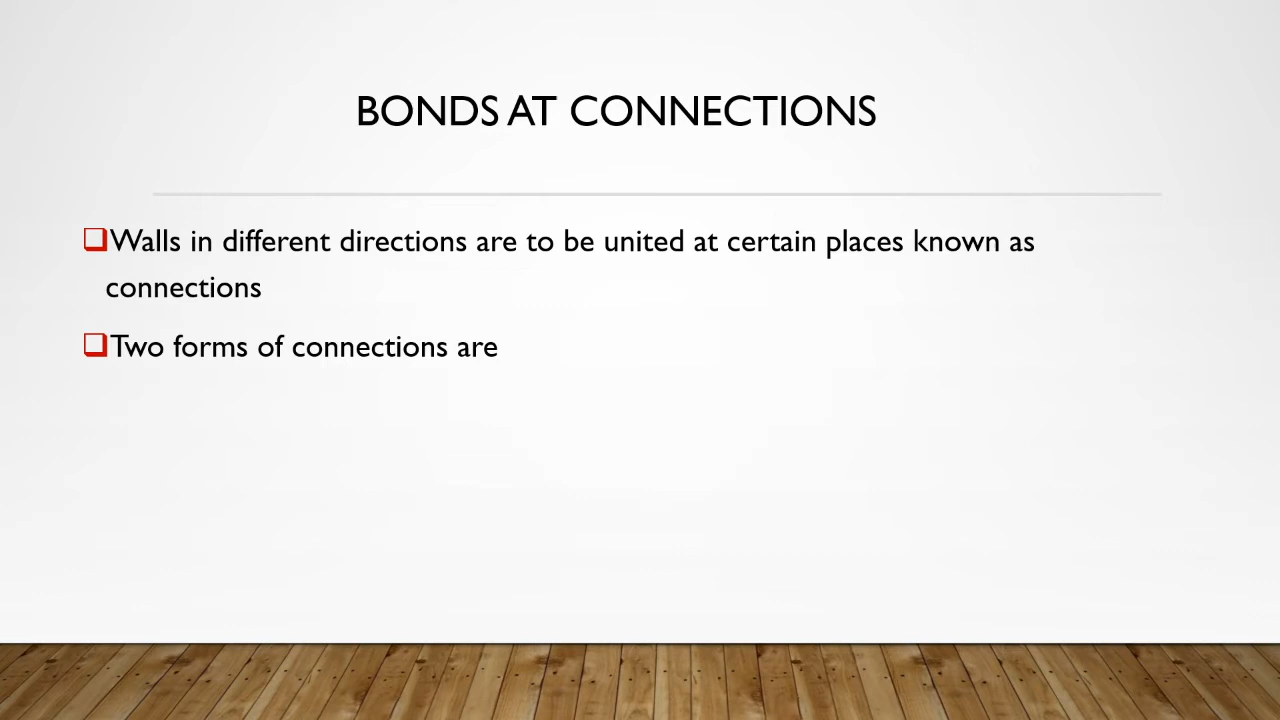 BONDS AT CONNECTIONS
Walls in different directions are to be united at certain places known as
connections
Two forms of connections are